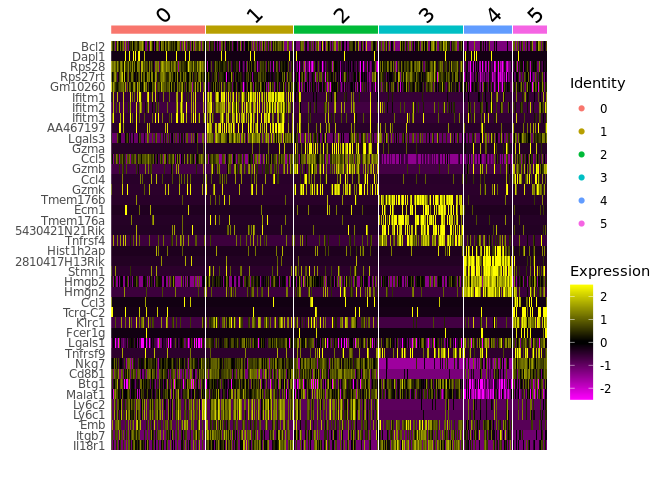 0 1 2 3 4 5
Bcl2
Dapl1
Rps28
Rps27rt
Gm10260
Ifitm1
Ifitm2
Ifitm3
AA467197
Lgals3
Gzma
Ccl5
Gzmb
Ccl4
Gzmk
Tmem176b
Ecm1
Tmem176a
5430421N21Rik
Tnfrsf4
Hist1h2ap
2810417H13Rik
Stmn1
Hmgb2
Hmgn2
Ccl3
Tcrg-C2
Klrc1
Fcer1g
Lgals1
Tnfrsf9
Nkg7
Cd8b1
Btg1
Malat1
Ly6c2
Ly6c1
Emb
Itgb7
Il18r1
Identity
0
1
2
3
4
5
Expression
2
1
0
-1
-2